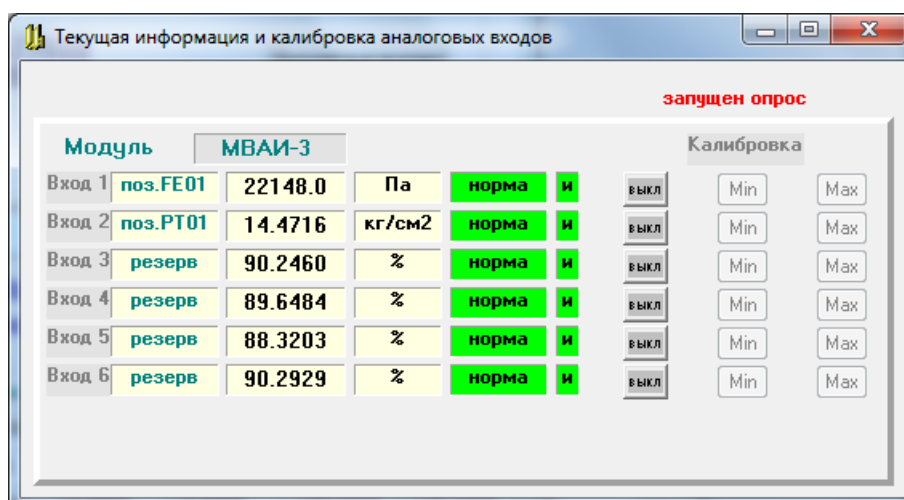 Текущая информация и калибровка аналоговых входов
запущен опрос
Модуль МВАИ-3 Калибровка
Вход 1 поз.FE01 22148.0 Па норма и выкл Min Max
Вход 2 поз.PT01 14.4716 кг/см2 норма и выкл Min Max
Вход 3 резерв 90.2460 % норма и выкл Min Max
Вход 4 резерв 89.6484 % норма и выкл Min Max
Вход 5 резерв 88.3203 % норма и выкл Min Max
Вход 6 резерв 90.2929 % норма и выкл Min Max